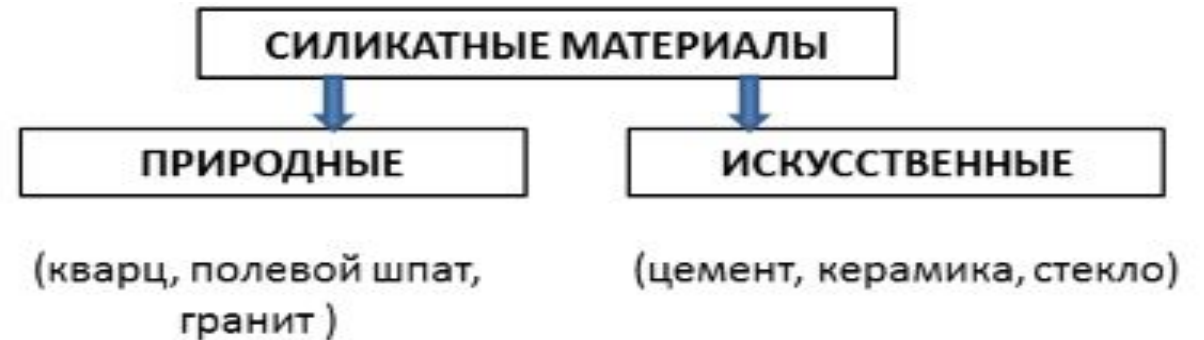 СИЛИКАТНЫЕ МАТЕРИАЛЫ
ПРИРОДНЫЕ
ИСКУССТВЕННЫЕ
(кварц, полевой шпат,
гранит )
(цемент, керамика, стекло)